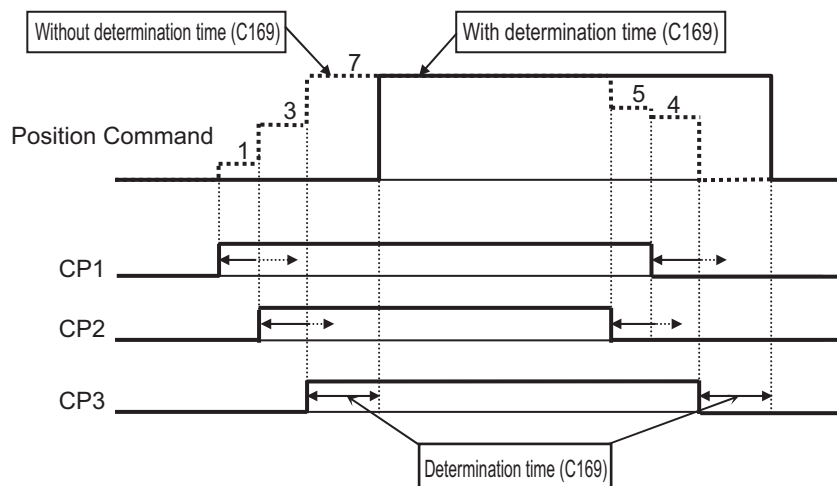 Without determination time (C169)
With determination time (C169)
7
5
4
3
Position Command
1
CP1
CP2
CP3
Determination time (C169)